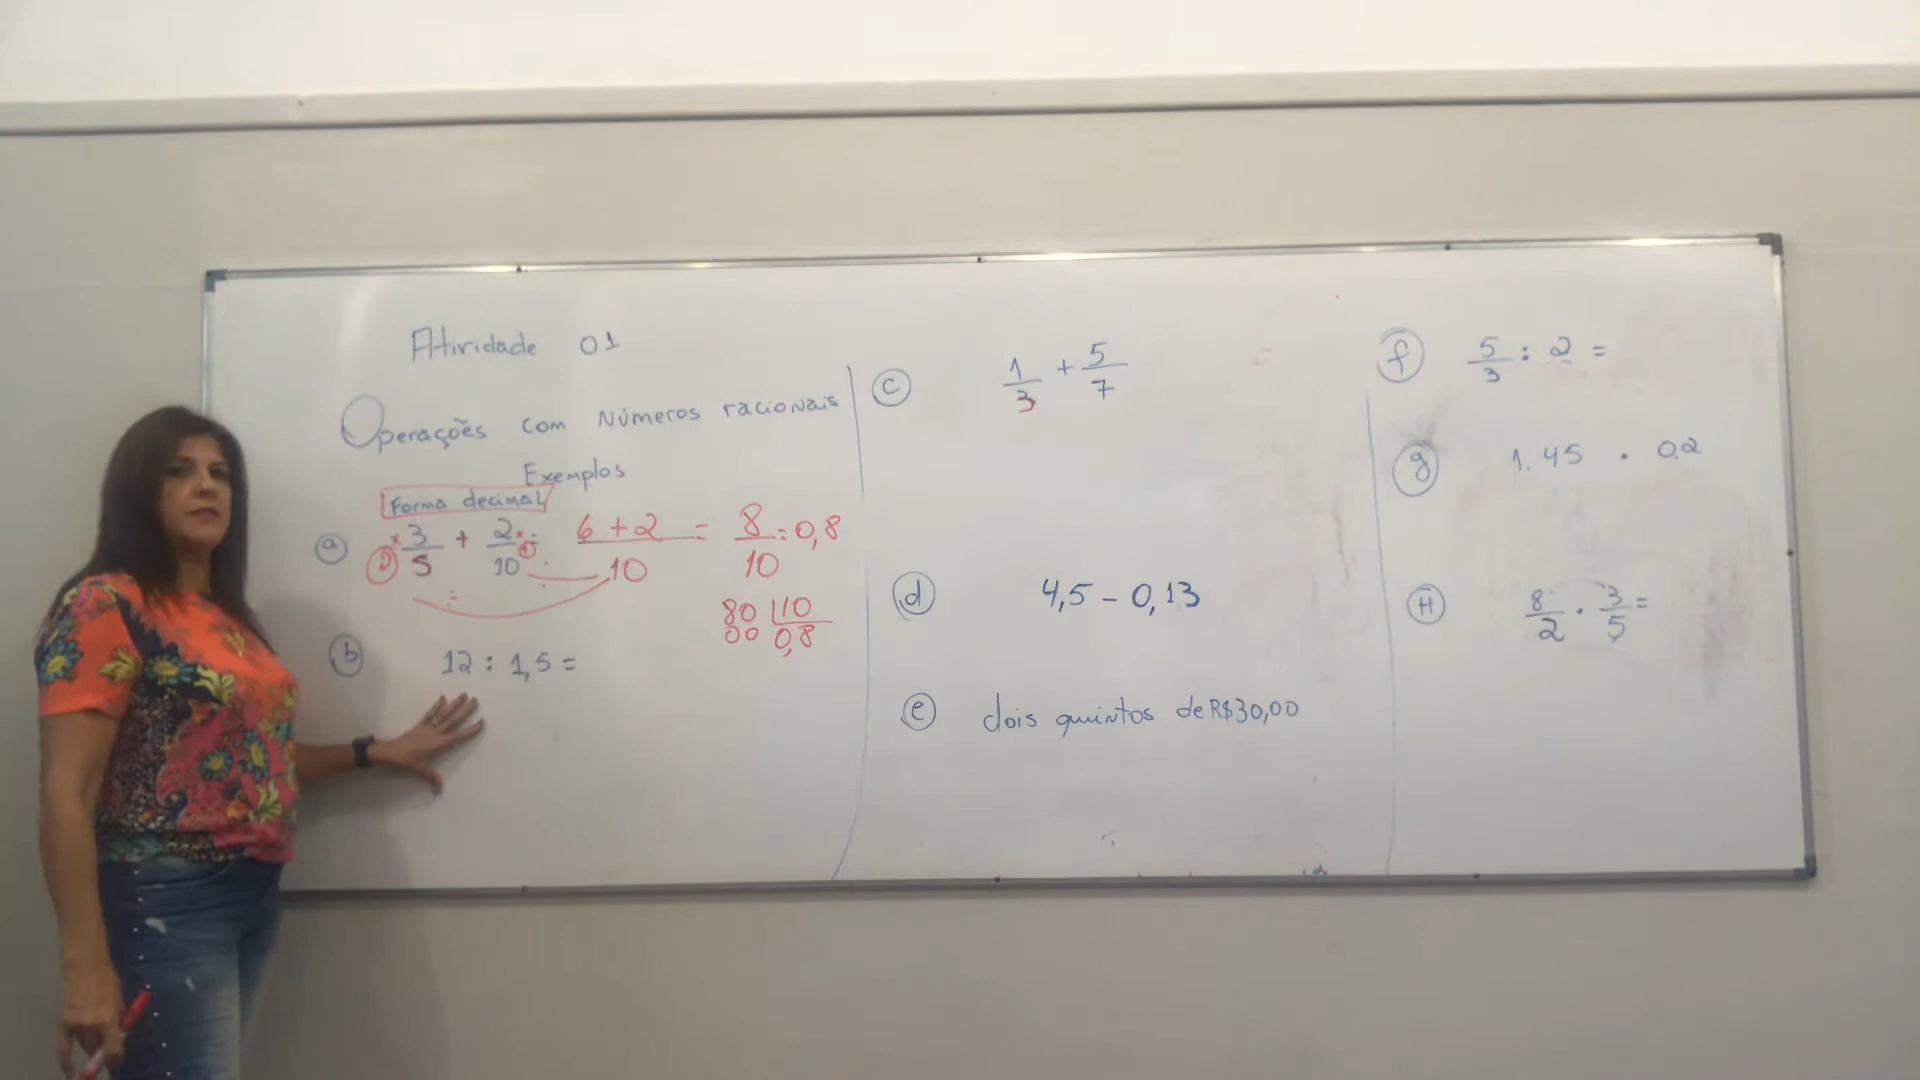 Atividade 01
Operações com Números racionais
Exemplos
Forma decimal
a) 3/5 + 2/10 = 6+2/10 = 8/10 = 0,8
80 | 10
00 0,8
b) 12 : 1,5 =
c) 1/3 + 5/7
d) 4,5 - 0,13
e) dois quintos de R$30,00
f) 5/3 : 2 =
g) 1.45 . 0.2
H) 8/2 . 3/5 =